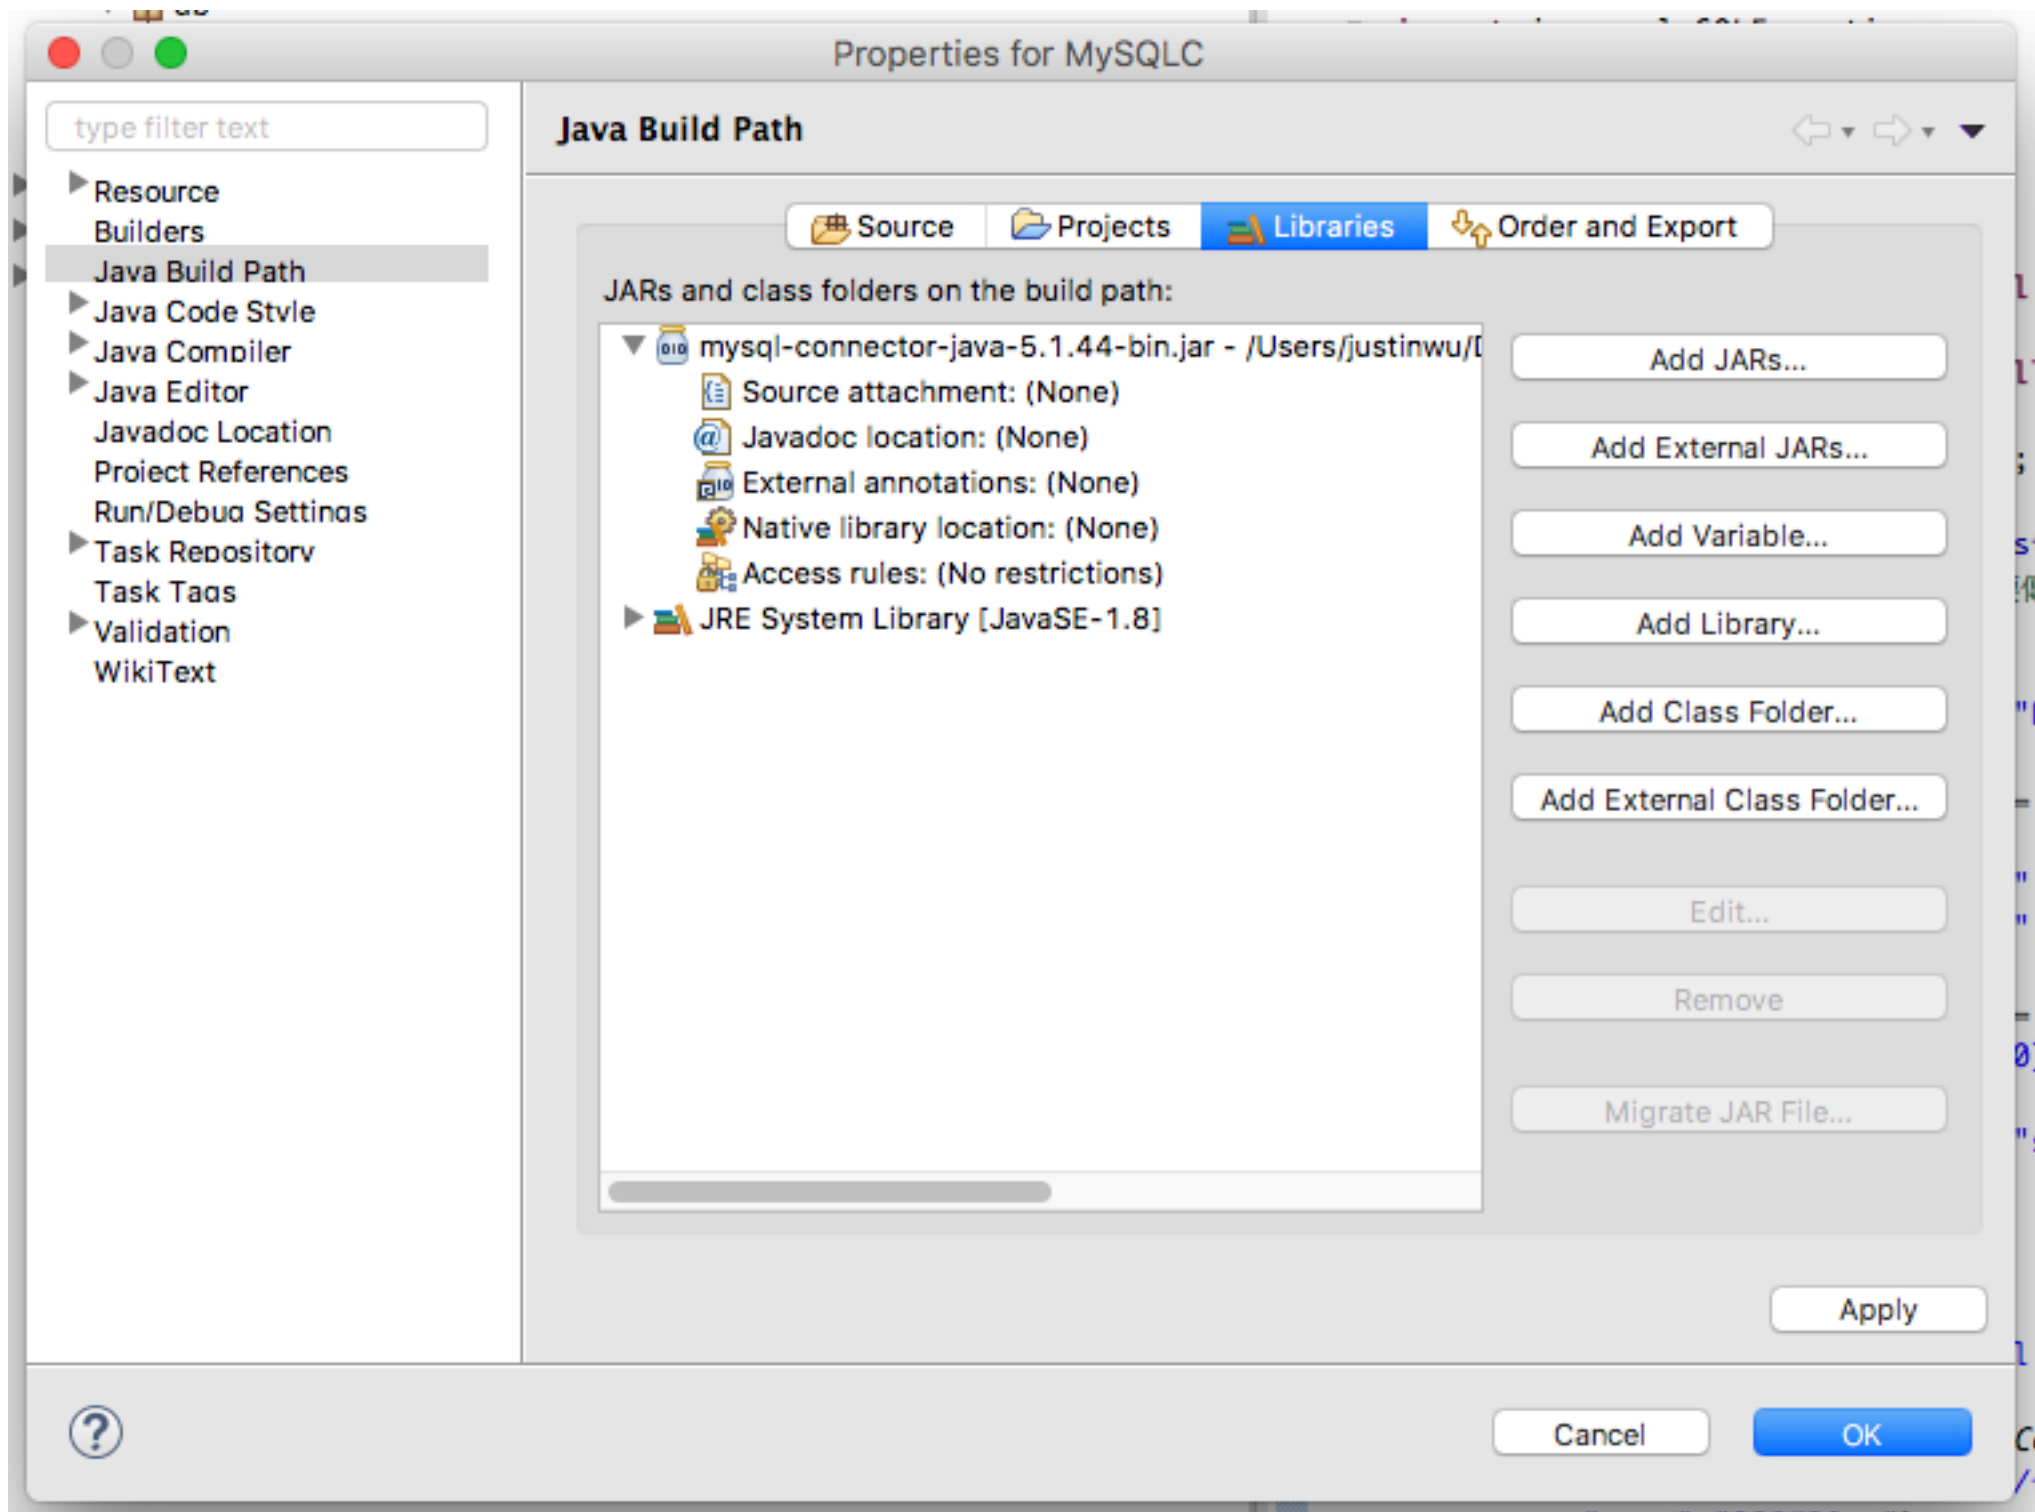 Properties for MySQLC
type filter text
Resource
Builders
Java Build Path
Java Code Style
Java Compiler
Java Editor
Javadoc Location
Project References
Run/Debug Settings
Task Repository
Task Tags
Validation
WikiText
Java Build Path
Source
Projects
Libraries
Order and Export
JARs and class folders on the build path:
mysql-connector-java-5.1.44-bin.jar - /Users/justinwu/
Source attachment: (None)
Javadoc location: (None)
External annotations: (None)
Native library location: (None)
Access rules: (No restrictions)
JRE System Library [JavaSE-1.8]
Add JARs...
Add External JARs...
Add Variable...
Add Library...
Add Class Folder...
Add External Class Folder...
Edit...
Remove
Migrate JAR File...
Apply
?
Cancel
OK